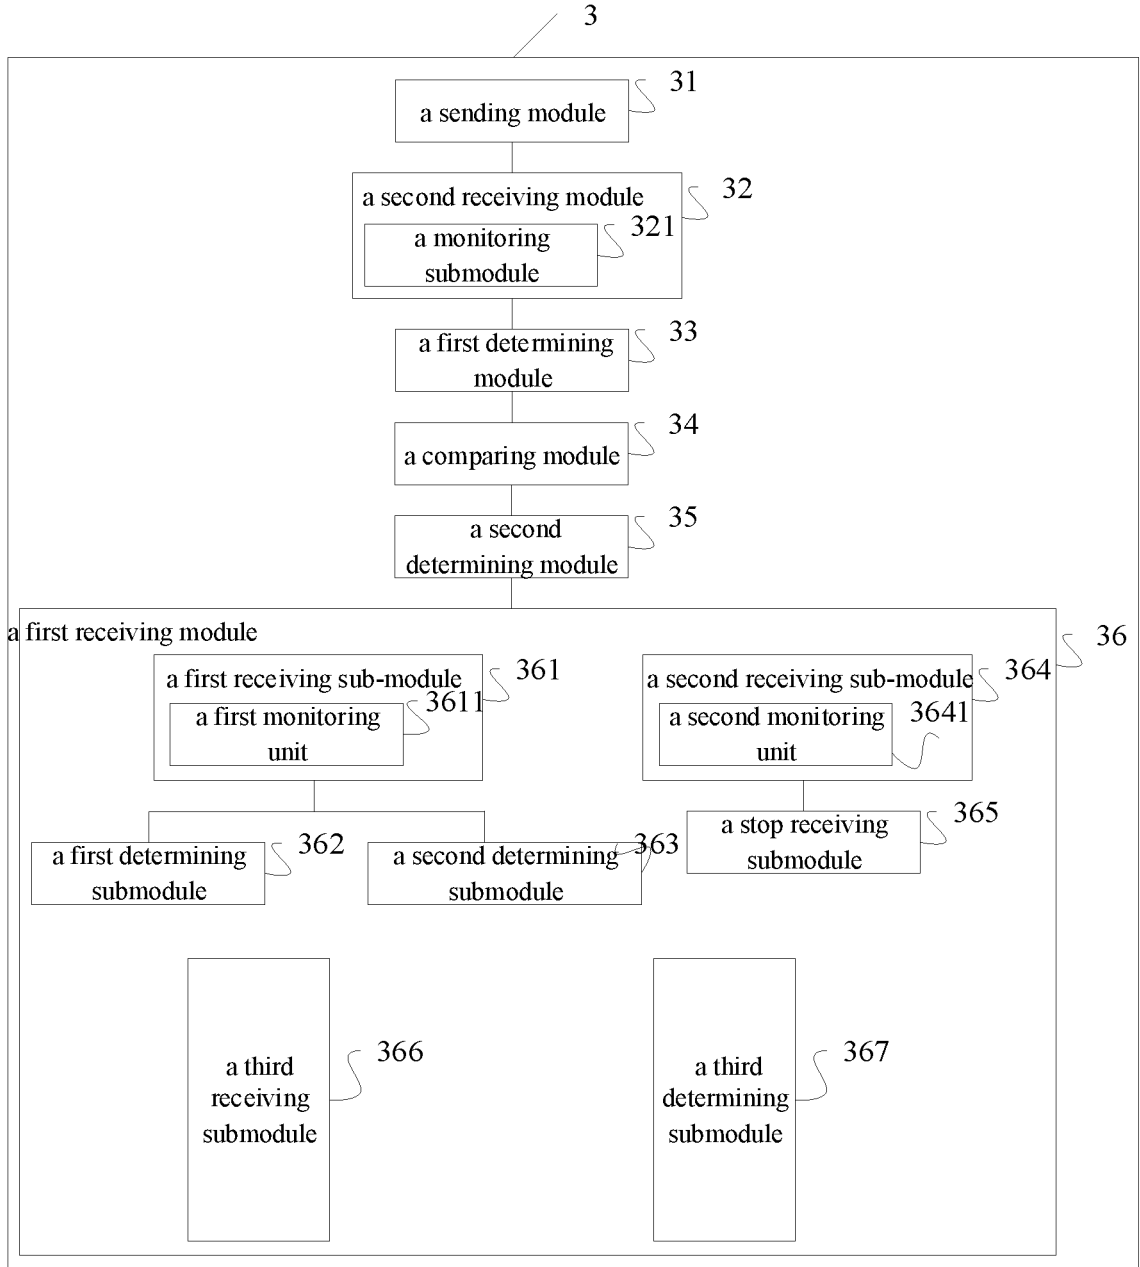 3
31
a sending module
32
a second receiving module
321
a monitoring
submodule
33
a first determining
module
34
a comparing module
35
a second
determining module
36
a first receiving module
361
a first receiving sub-module
3611
a first monitoring
unit
364
a second receiving sub-module
3641
a second monitoring
unit
362
a first determining
submodule
363
a second determining
submodule
365
a stop receiving
submodule
366
a third
receiving
submodule
367
a third
determining
submodule